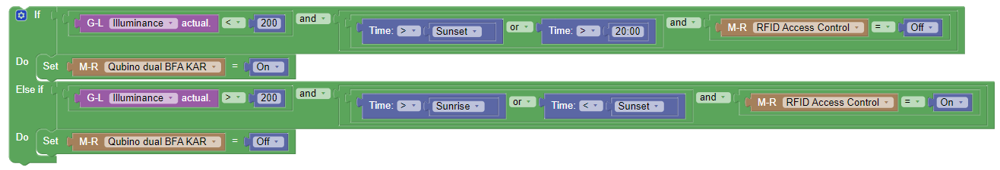 If G-L Illuminance actual. < 200 and Time: > Sunset or Time: > 20:00 and M-R RFID Access Control = Off
Do Set M-R Qubino dual BFA KAR = On
Else if G-L Illuminance actual. > 200 and Time: > Sunrise or Time: < Sunset and M-R RFID Access Control = On
Do Set M-R Qubino dual BFA KAR = Off